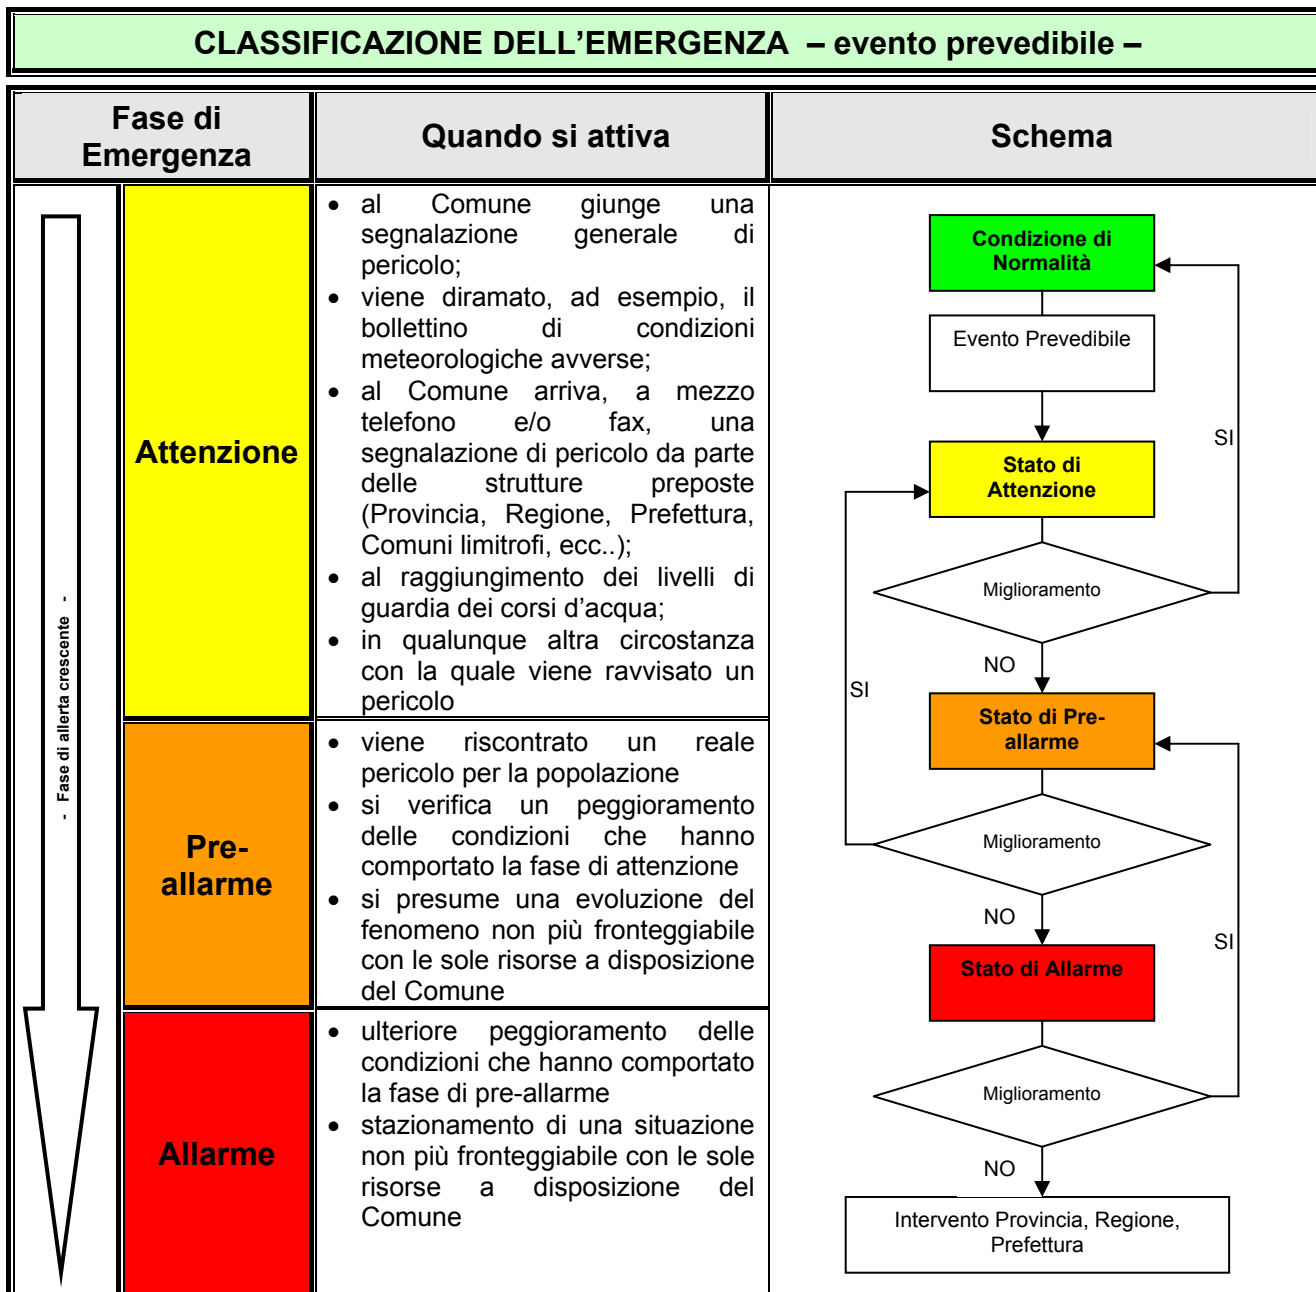 CLASSIFICAZIONE DELL'EMERGENZA – evento prevedibile –
Fase di
Emergenza
Quando si attiva
Schema
- Fase di allerta crescente -
Attenzione
• al Comune giunge una
segnalazione generale di
pericolo;
• viene diramato, ad esempio, il
bollettino di condizioni
meteorologiche avverse;
• al Comune arriva, a mezzo
telefono e/o fax, una
segnalazione di pericolo da parte
delle strutture preposte
(Provincia, Regione, Prefettura,
Comuni limitrofi, ecc..);
• al raggiungimento dei livelli di
guardia dei corsi d'acqua;
• in qualunque altra circostanza
con la quale viene ravvisato un
pericolo
Pre-
allarme
• viene riscontrato un reale
pericolo per la popolazione
• si verifica un peggioramento
delle condizioni che hanno
comportato la fase di attenzione
• si presume una evoluzione del
fenomeno non più fronteggiabile
con le sole risorse a disposizione
del Comune
Allarme
• ulteriore peggioramento delle
condizioni che hanno comportato
la fase di pre-allarme
• stazionamento di una situazione
non più fronteggiabile con le sole
risorse a disposizione del
Comune
Condizione di
Normalità
Evento Prevedibile
SI
Stato di
Attenzione
Miglioramento
NO
SI
Stato di Pre-
allarme
Miglioramento
NO
SI
Stato di Allarme
Miglioramento
NO
Intervento Provincia, Regione,
Prefettura